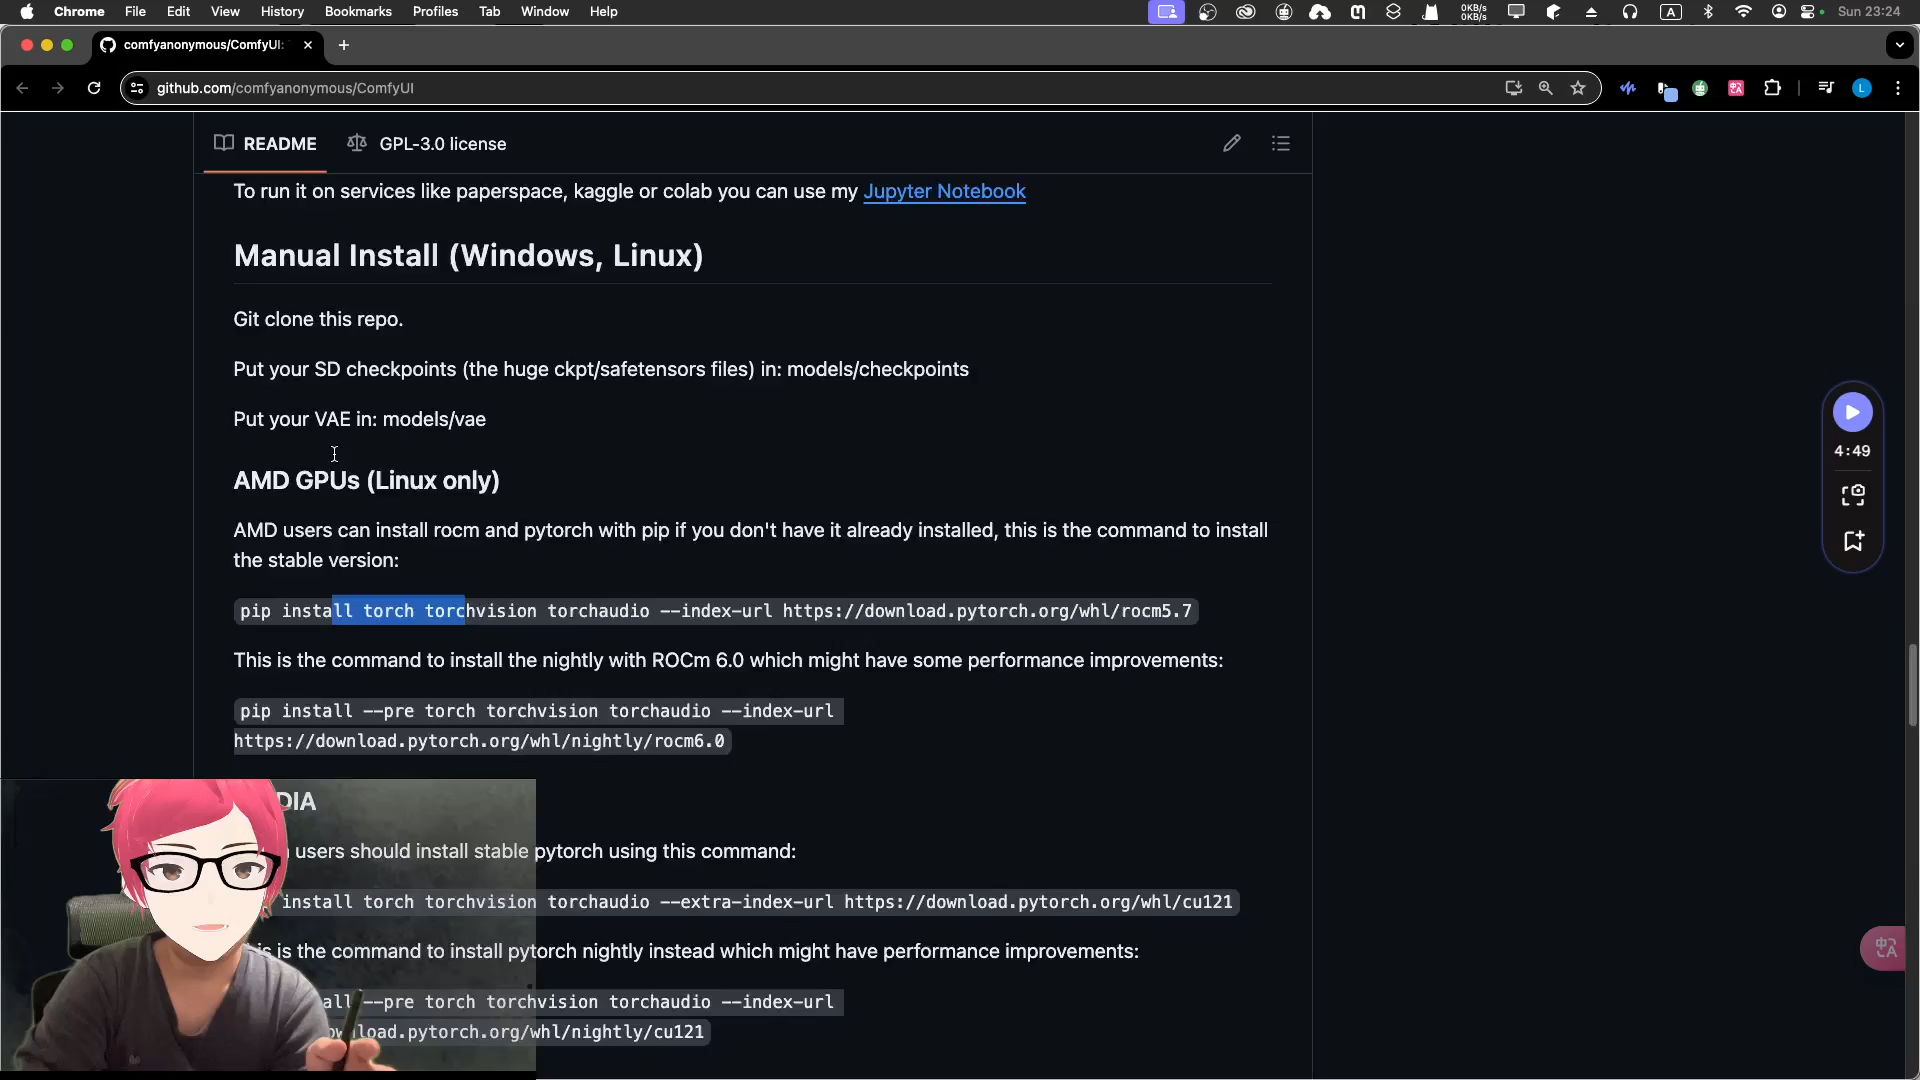 Chrome File Edit View History Bookmarks Profiles Tab Window Help
0KB/s
0KB/s
A
Sun 23:24
comfyanonymous/ComfyUI:
github.com/comfyanonymous/ComfyUI
L
README
GPL-3.0 license
To run it on services like paperspace, kaggle or colab you can use my Jupyter Notebook
Manual Install (Windows, Linux)
Git clone this repo.
Put your SD checkpoints (the huge ckpt/safetensors files) in: models/checkpoints
Put your VAE in: models/vae
4:49
AMD GPUs (Linux only)
AMD users can install rocm and pytorch with pip if you don't have it already installed, this is the command to install
the stable version:
pip install torch torchvision torchaudio --index-url https://download.pytorch.org/whl/rocm5.7
This is the command to install the nightly with ROCm 6.0 which might have some performance improvements:
pip install --pre torch torchvision torchaudio --index-url
https://download.pytorch.org/whl/nightly/rocm6.0
DIA
users should install stable pytorch using this command:
install torch torchvision torchaudio --extra-index-url https://download.pytorch.org/whl/cu121
is the command to install pytorch nightly instead which might have performance improvements:
all --pre torch torchvision torchaudio --index-url
wnload.pytorch.org/whl/nightly/cu121